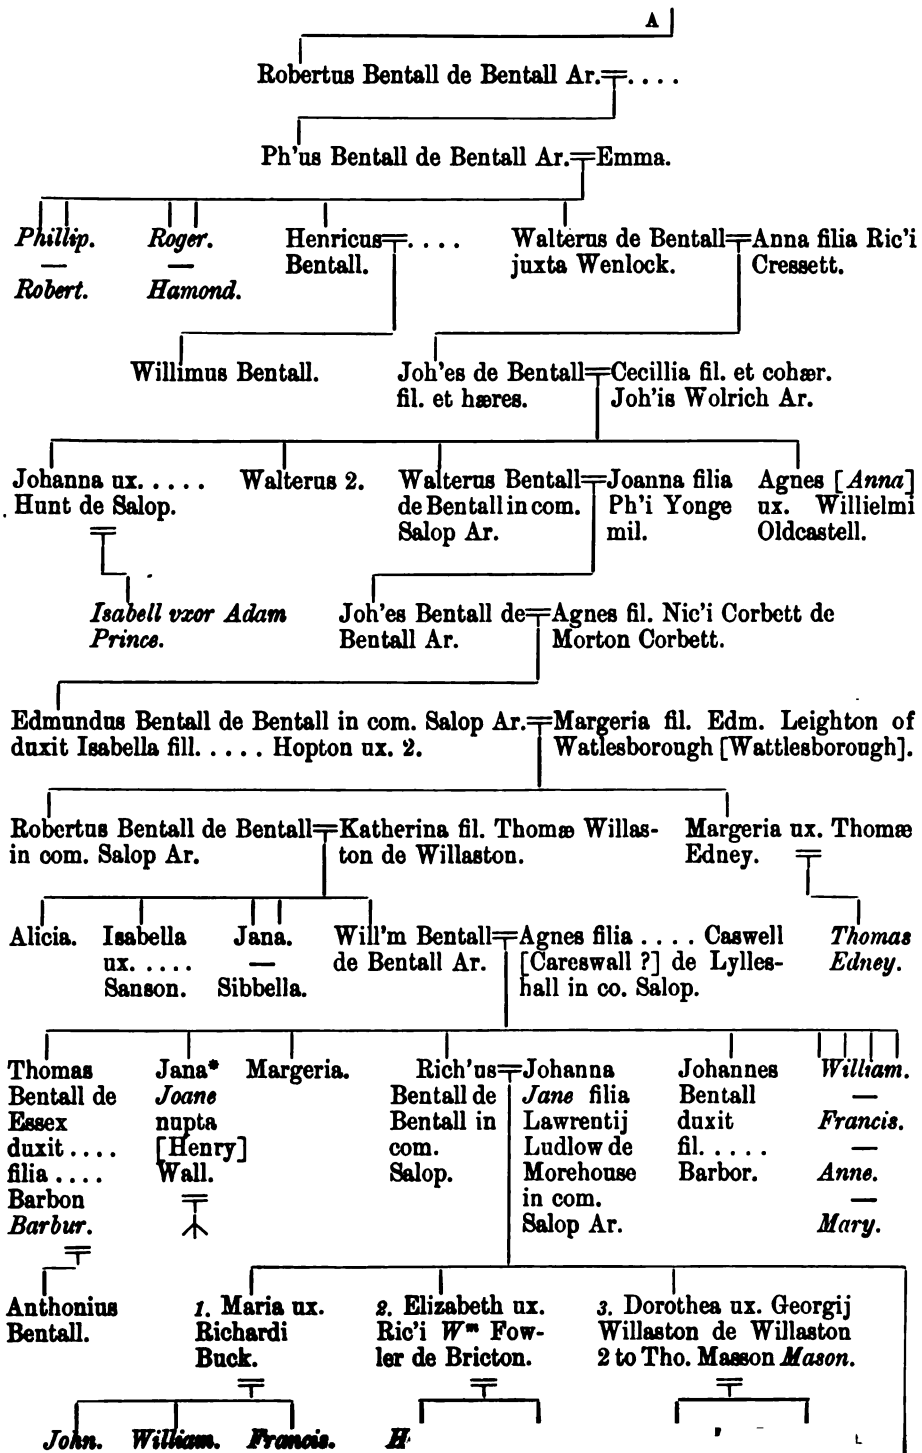 A
Robertus Bentall de Bentall Ar.=. . . .
Ph'us Bentall de Bentall Ar.=Emma.
Phillip.
—
Robert.
Roger.
—
Hamond.
Henricus=. . . .
Bentall.
Walterus de Bentall=Anna filia Ric'i
juxta Wenlock. Cressett.
Willimus Bentall.
Joh'es de Bentall=Cecillia fil. et cohær.
fil. et hæres. Joh'is Wolrich Ar.
Johanna ux. . . . .
Hunt de Salop.
Walterus 2.
Walterus Bentall=Joanna filia
de Bentall in com. Ph'i Yonge
Salop Ar. mil.
Agnes [Anna]
ux. Willielmi
Oldcastell.
Isabell vxor Adam
Prince.
Joh'es Bentall de=Agnes fil. Nic'i Corbett de
Bentall Ar. Morton Corbett.
Edmundus Bentall de Bentall in com. Salop Ar.=Margeria fil. Edm. Leighton of
duxit Isabella fill. . . . . Hopton ux. 2. Watlesborough [Wattlesborough].
Robertus Bentall de Bentall=Katherina fil. Thomæ Willas-
in com. Salop Ar. ton de Willaston.
Margeria ux. Thomæ
Edney.
Alicia.
Isabella
ux. . . . .
Sanson.
Jana.
—
Sibbella.
Will'm Bentall=Agnes filia . . . . Caswell
de Bentall Ar. [Careswall ?] de Lylles-
hall in co. Salop.
Thomas
Edney.
Thomas
Bentall de
Essex
duxit . . . .
filia . . . .
Barbon
Barbur.
Jana*
Joane
nupta
[Henry]
Wall.
Margeria.
Rich'us=Johanna
Bentall de Jane filia
Bentall in Lawrentij
com. Ludlow de
Salop. Morehouse
in com.
Salop Ar.
Johannes
Bentall
duxit
fil. . . . .
Barbor.
William.
—
Francis.
—
Anne.
—
Mary.
Anthonius
Bentall.
1. Maria ux.
Richardi
Buck.
2. Elizabeth ux.
Ric'i Wᵐ Fow-
ler de Bricton.
3. Dorothea ux. Georgij
Willaston de Willaston
2 to Tho. Masson Mason.
John. William. Francis. H